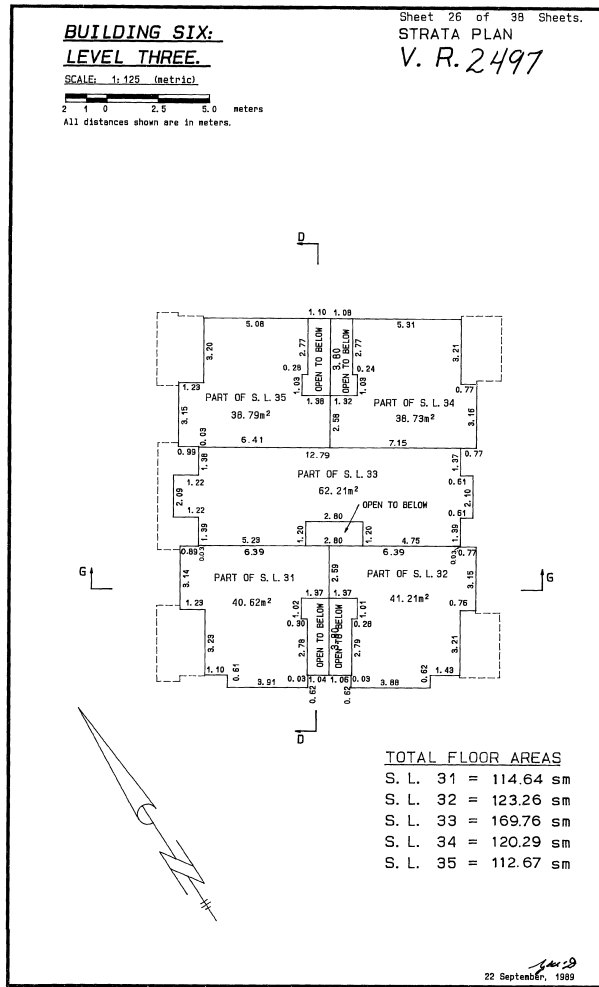 Sheet 26 of 38 Sheets.
BUILDING SIX:
STRATA PLAN
LEVEL THREE.
V. R. 2497
SCALE: 1:125 (metric)
2 1 0 2.5 5.0 meters
All distances shown are in meters.
D
1.10 1.08
5.08 5.31
3.20 2.77 3.80 2.77 3.21
OPEN TO BELOW OPEN TO BELOW
0.28 0.24
1.23 1.03 1.03 0.77
1.38 1.32
PART OF S.L.35 PART OF S.L.34
38.79m² 38.73m²
3.15 2.58 3.16
0.03
6.41 7.15
0.99 12.79 0.77
1.38 1.37
PART OF S.L.33
1.22 0.61
62.21m²
2.09 2.10
OPEN TO BELOW
1.22 2.80 0.61
1.39 1.20 1.20 1.39
5.23 2.80 4.75
0.89 0.03 6.39 6.39 0.03 0.77
G G
3.14 2.59 3.15
PART OF S.L.31 PART OF S.L.32
40.62m² 41.21m²
1.37 1.37
1.23 1.02 1.01 0.76
0.30 0.28
3.23 2.78 3.80 2.79 3.21
OPEN TO BELOW OPEN TO BELOW
1.10 0.61 0.03 1.04 1.06 0.03 0.62 1.43
3.91 3.88
0.62 0.62
D
TOTAL FLOOR AREAS
S. L. 31 = 114.64 sm
S. L. 32 = 123.26 sm
S. L. 33 = 169.76 sm
S. L. 34 = 120.29 sm
S. L. 35 = 112.67 sm
22 September, 1989